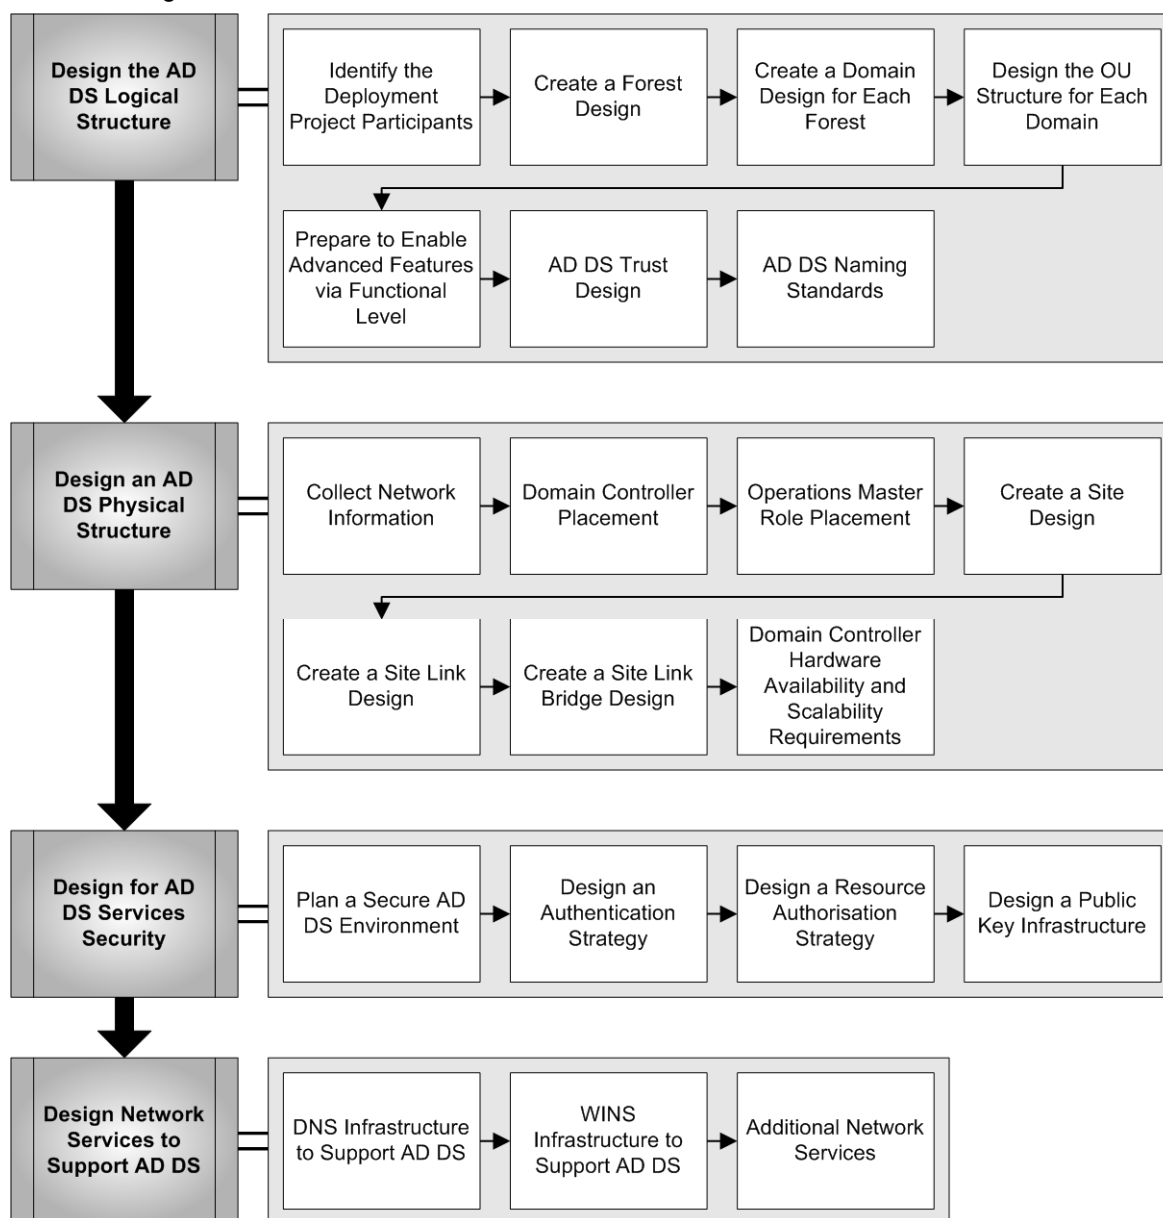 Design the AD
DS Logical
Structure
Identify the
Deployment
Project Participants
Create a Forest
Design
Create a Domain
Design for Each
Forest
Design the OU
Structure for Each
Domain
Prepare to Enable
Advanced Features
via Functional
Level
AD DS Trust
Design
AD DS Naming
Standards
Design an AD
DS Physical
Structure
Collect Network
Information
Domain Controller
Placement
Operations Master
Role Placement
Create a Site
Design
Create a Site Link
Design
Create a Site Link
Bridge Design
Domain Controller
Hardware
Availability and
Scalability
Requirements
Design for AD
DS Services
Security
Plan a Secure AD
DS Environment
Design an
Authentication
Strategy
Design a Resource
Authorisation
Strategy
Design a Public
Key Infrastructure
Design Network
Services to
Support AD DS
DNS Infrastructure
to Support AD DS
WINS
Infrastructure to
Support AD DS
Additional Network
Services